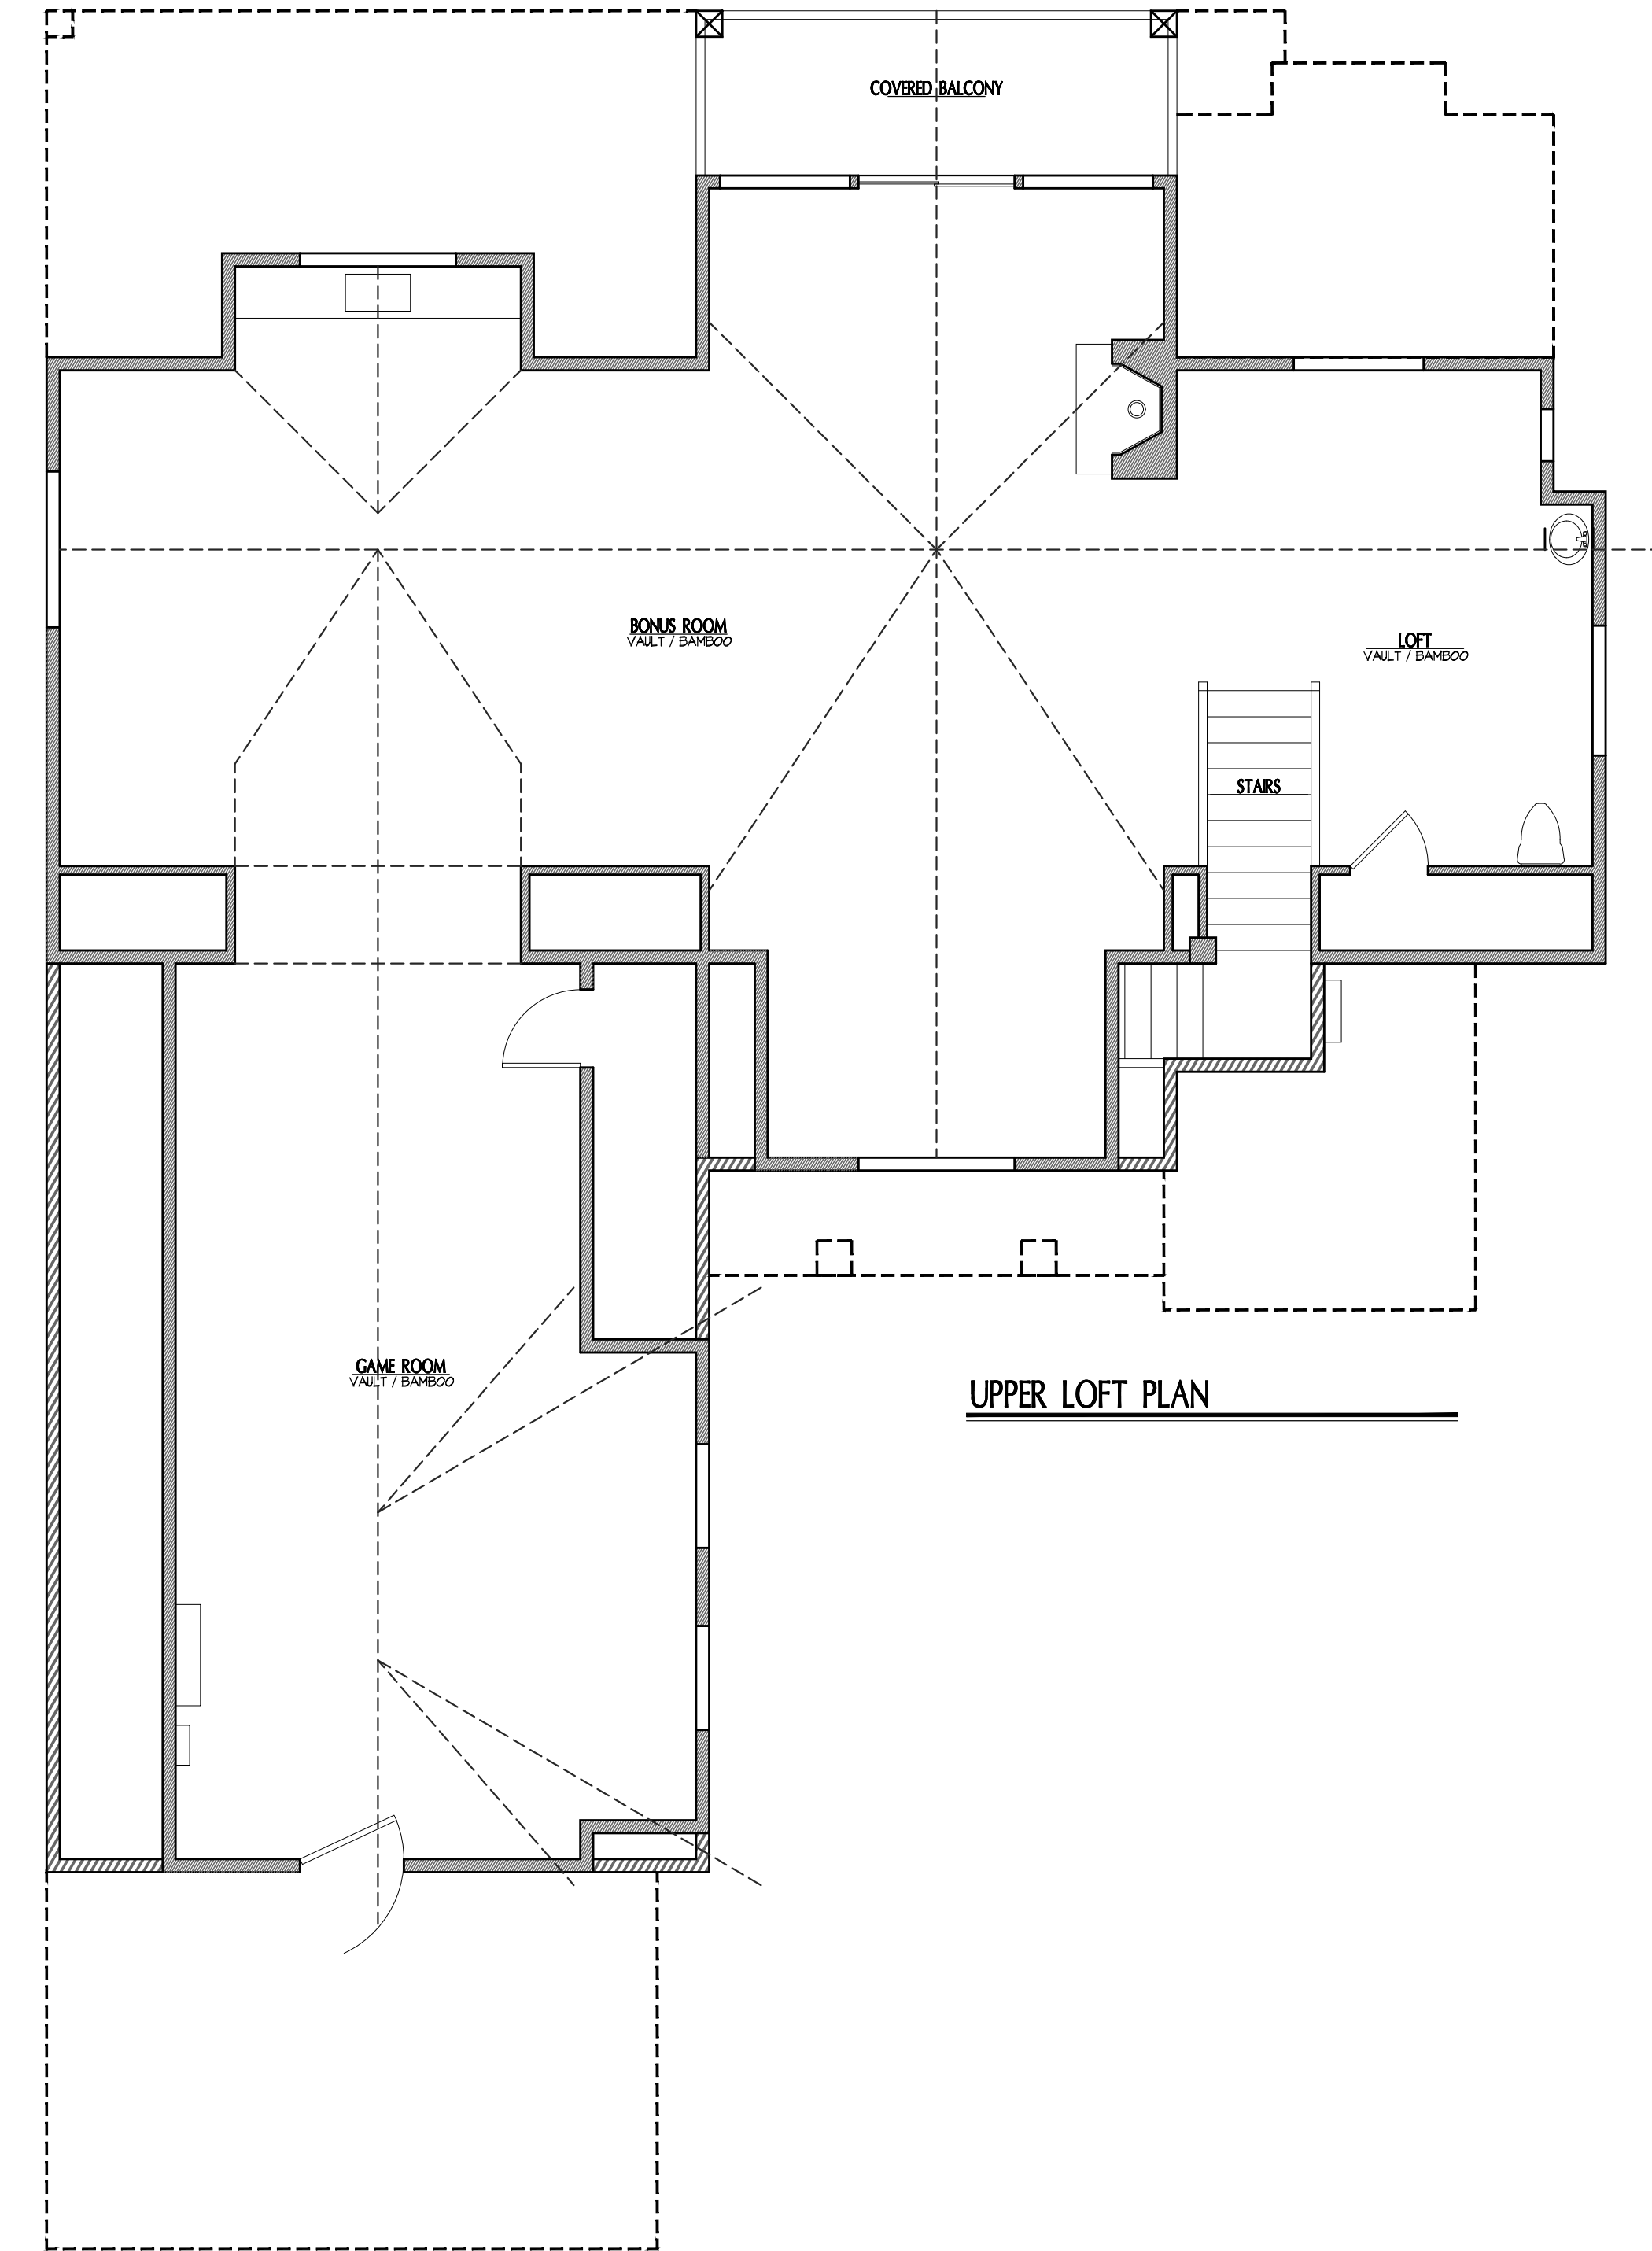 COVERED BALCONY
BONUS ROOM
VAULT / BAMBOO
LOFT
VAULT / BAMBOO
STAIRS
GAME ROOM
VAULT / BAMBOO
UPPER LOFT PLAN